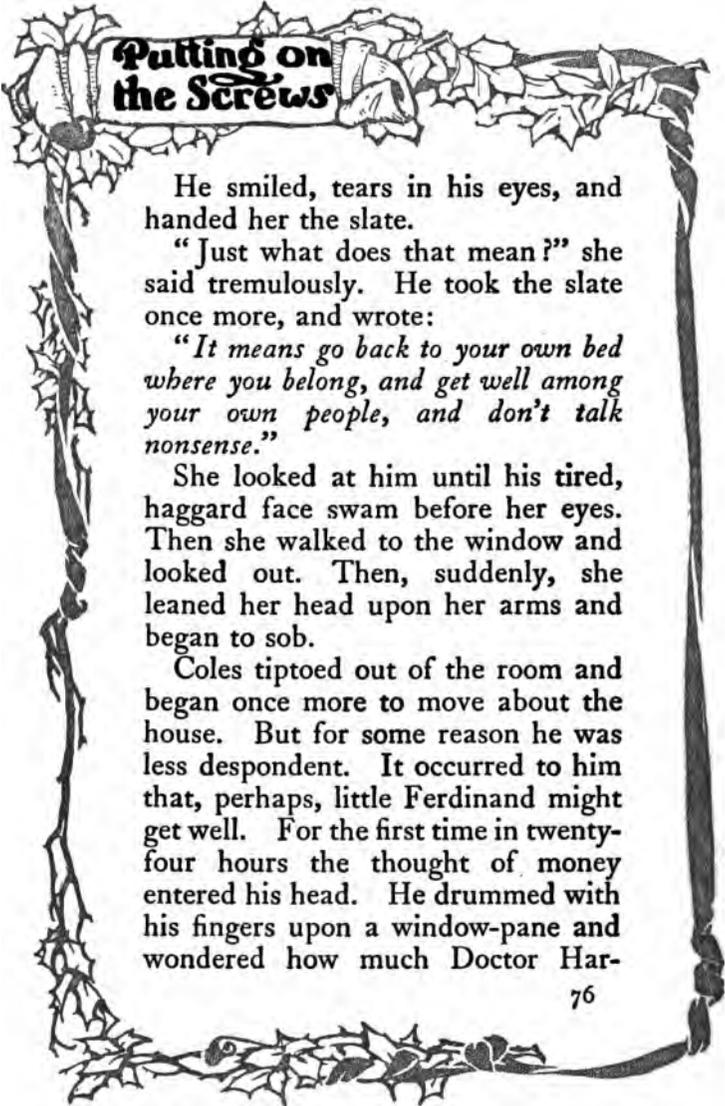 Putting on
the Screws
He smiled, tears in his eyes, and
handed her the slate.
"Just what does that mean?" she
said tremulously. He took the slate
once more, and wrote:
"It means go back to your own bed
where you belong, and get well among
your own people, and don't talk
nonsense."
She looked at him until his tired,
haggard face swam before her eyes.
Then she walked to the window and
looked out. Then, suddenly, she
leaned her head upon her arms and
began to sob.
Coles tiptoed out of the room and
began once more to move about the
house. But for some reason he was
less despondent. It occurred to him
that, perhaps, little Ferdinand might
get well. For the first time in twenty-
four hours the thought of money
entered his head. He drummed with
his fingers upon a window-pane and
wondered how much Doctor Har-
76